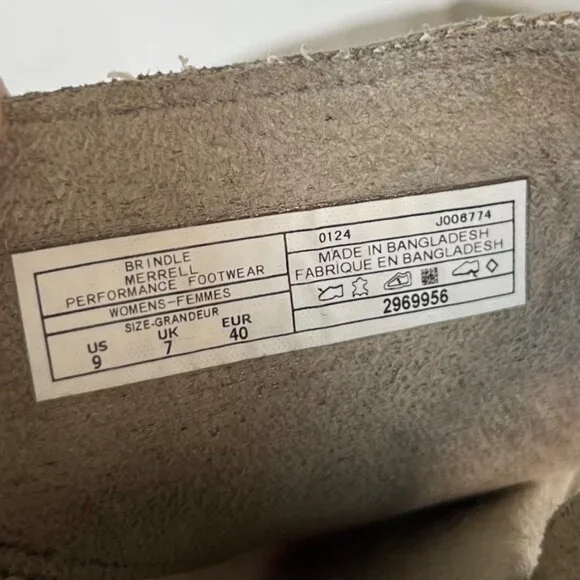 BRINDLE
MERRELL
PERFORMANCE FOOTWEAR
WOMENS-FEMMES
SIZE-GRANDEUR
US UK EUR
9 7 40
0124 J006774
MADE IN BANGLADESH
FABRIQUE EN BANGLADESH
2969956